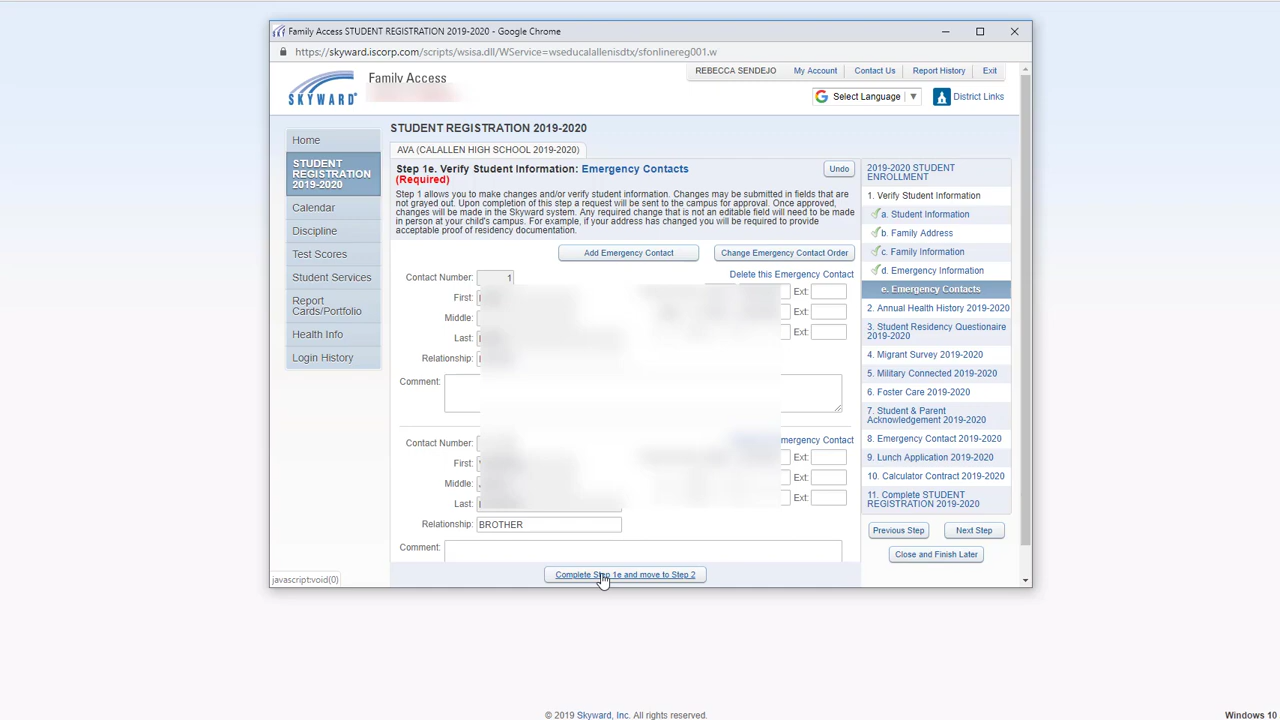 Family Access STUDENT REGISTRATION 2019-2020 - Google Chrome
https://skyward.iscorp.com/scripts/wsisa.dll/WService=wseducalallenisdtx/sfonlinereg001.w
SKYWARD
Family Access
REBECCA SENDEJO
My Account
Contact Us
Report History
Exit
Select Language ▼
District Links
Home
STUDENT
REGISTRATION
2019-2020
Calendar
Discipline
Test Scores
Student Services
Report
Cards/Portfolio
Health Info
Login History
STUDENT REGISTRATION 2019-2020
AVA (CALALLEN HIGH SCHOOL 2019-2020)
Step 1e. Verify Student Information: Emergency Contacts
(Required)
Undo
Step 1 allows you to make changes and/or verify student information. Changes may be submitted in fields that are
not grayed out. Upon completion of this step a request will be sent to the campus for approval. Once approved,
changes will be made in the Skyward system. Any required change that is not an editable field will need to be made
in person at your child's campus. For example, if your address has changed you will be required to provide
acceptable proof of residency documentation.
Add Emergency Contact
Change Emergency Contact Order
Contact Number: 1
Delete this Emergency Contact
First:
Ext:
Middle:
Ext:
Last:
Ext:
Relationship:
Comment:
Contact Number:
mergency Contact
First:
Ext:
Middle:
Ext:
Last:
Ext:
Relationship: BROTHER
Comment:
Complete Step 1e and move to Step 2
2019-2020 STUDENT
ENROLLMENT
1. Verify Student Information
a. Student Information
b. Family Address
c. Family Information
d. Emergency Information
e. Emergency Contacts
2. Annual Health History 2019-2020
3. Student Residency Questionaire
2019-2020
4. Migrant Survey 2019-2020
5. Military Connected 2019-2020
6. Foster Care 2019-2020
7. Student & Parent
Acknowledgement 2019-2020
8. Emergency Contact 2019-2020
9. Lunch Application 2019-2020
10. Calculator Contract 2019-2020
11. Complete STUDENT
REGISTRATION 2019-2020
Previous Step
Next Step
Close and Finish Later
javascript:void(0)
© 2019 Skyward, Inc. All rights reserved.
Windows 10